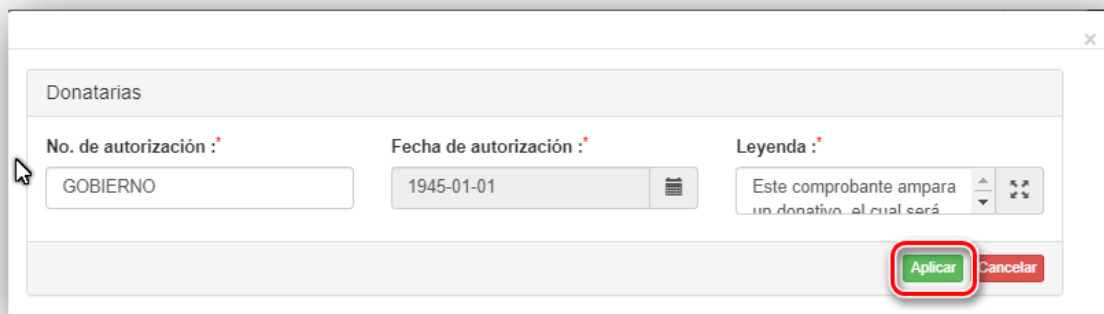 ×
Donatarias
No. de autorización :*
Fecha de autorización :*
Leyenda :*
GOBIERNO
1945-01-01
Este comprobante ampara
un donativo, el cual será
Aplicar
Cancelar